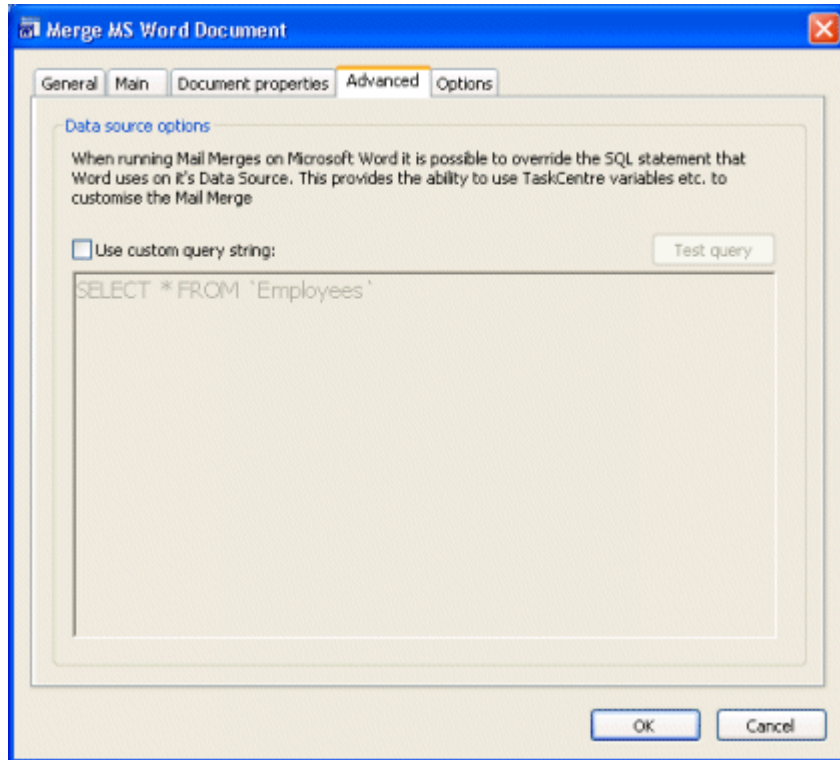 Merge MS Word Document
General Main Document properties Advanced Options
Data source options
When running Mail Merges on Microsoft Word it is possible to override the SQL statement that
Word uses on it's Data Source. This provides the ability to use TaskCentre variables etc. to
customise the Mail Merge
Use custom query string: Test query
SELECT * FROM `Employees`
OK Cancel